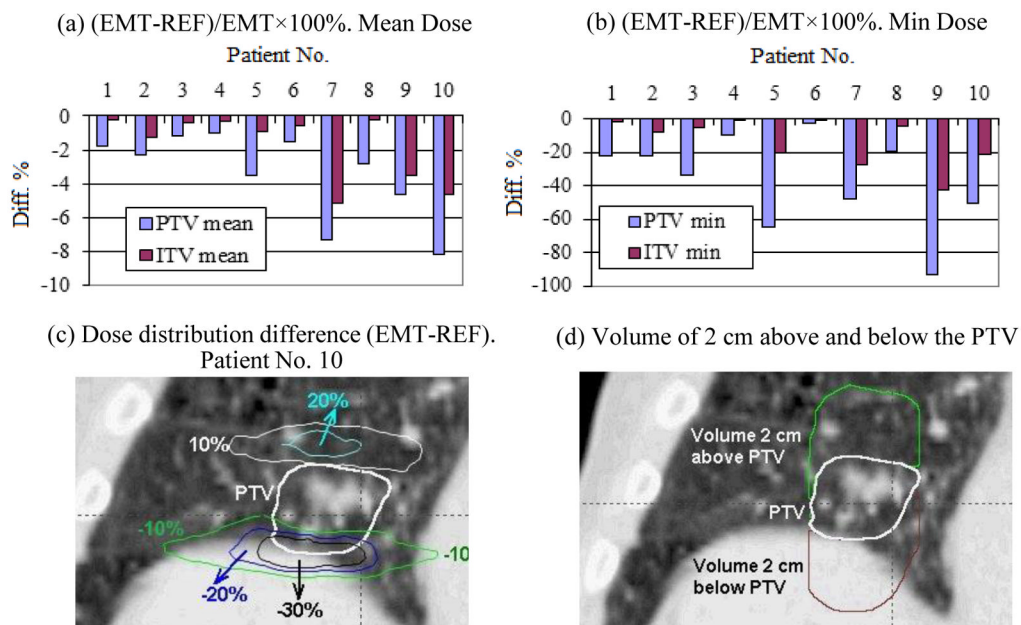 (a) (EMT-REF)/EMT×100%. Mean Dose
Patient No.
1 2 3 4 5 6 7 8 9 10
0
-2
-4
-6
-8
-10
Diff. %
PTV mean
ITV mean
(b) (EMT-REF)/EMT×100%. Min Dose
Patient No.
1 2 3 4 5 6 7 8 9 10
0
-20
-40
-60
-80
-100
Diff. %
PTV min
ITV min
(c) Dose distribution difference (EMT-REF).
Patient No. 10
20%
10%
PTV
-10%
-10
-20%
-30%
(d) Volume of 2 cm above and below the PTV
Volume 2 cm
above PTV
PTV
Volume 2 cm
below PTV